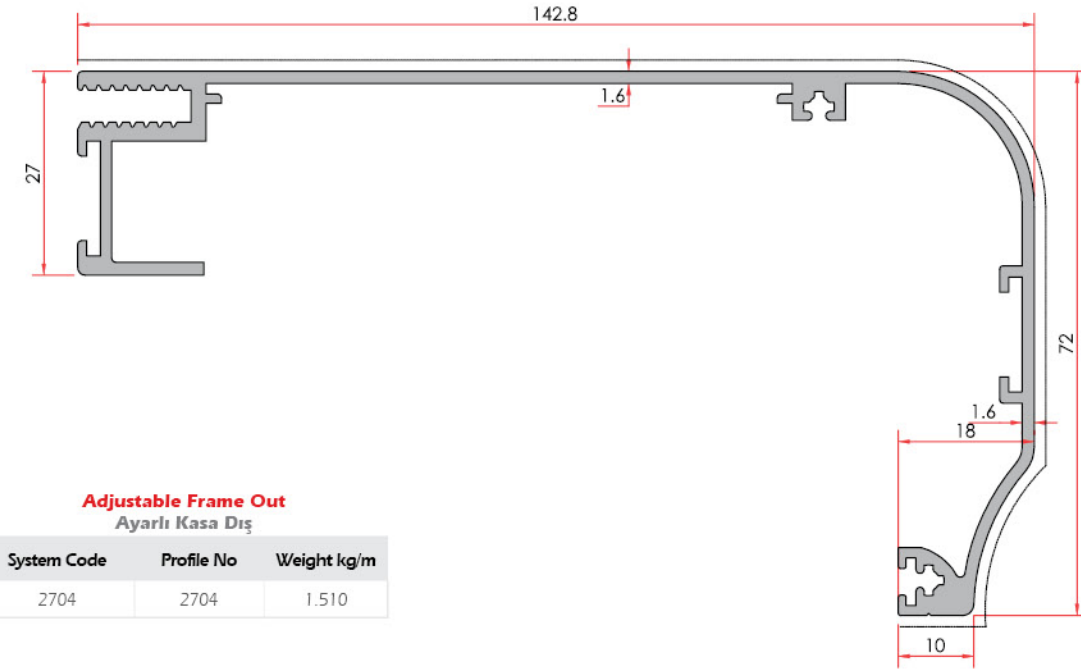 142.8
1.6
27
72
1.6
18
10
Adjustable Frame Out
Ayarlı Kasa Dış
System Code Profile No Weight kg/m
2704 2704 1.510